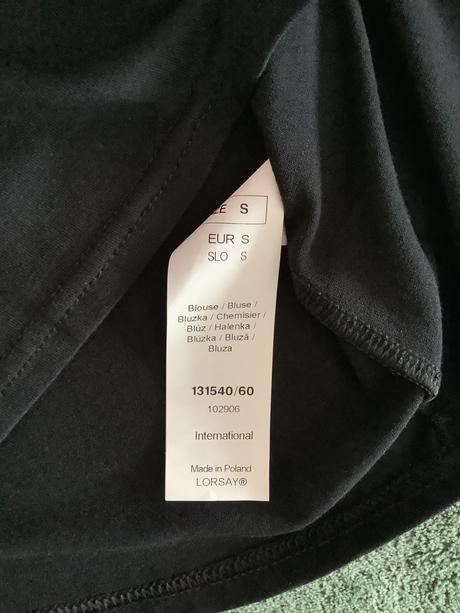 S
EUR S
SLO S
Blouse / Bluse /
Bluzka / Chemisier /
Blúz / Halenka /
Blúzka / Bluză /
Bluza
131540/60
102906
International
Made in Poland
LORSAY®